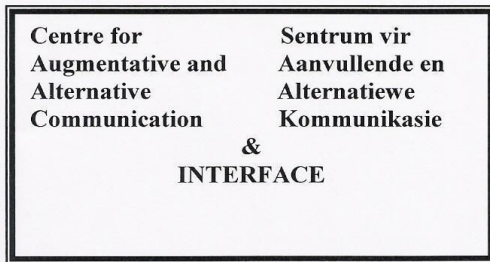 Centre for
Augmentative and
Alternative
Communication
Sentrum vir
Aanvullende en
Alternatiewe
Kommunikasie
&
INTERFACE